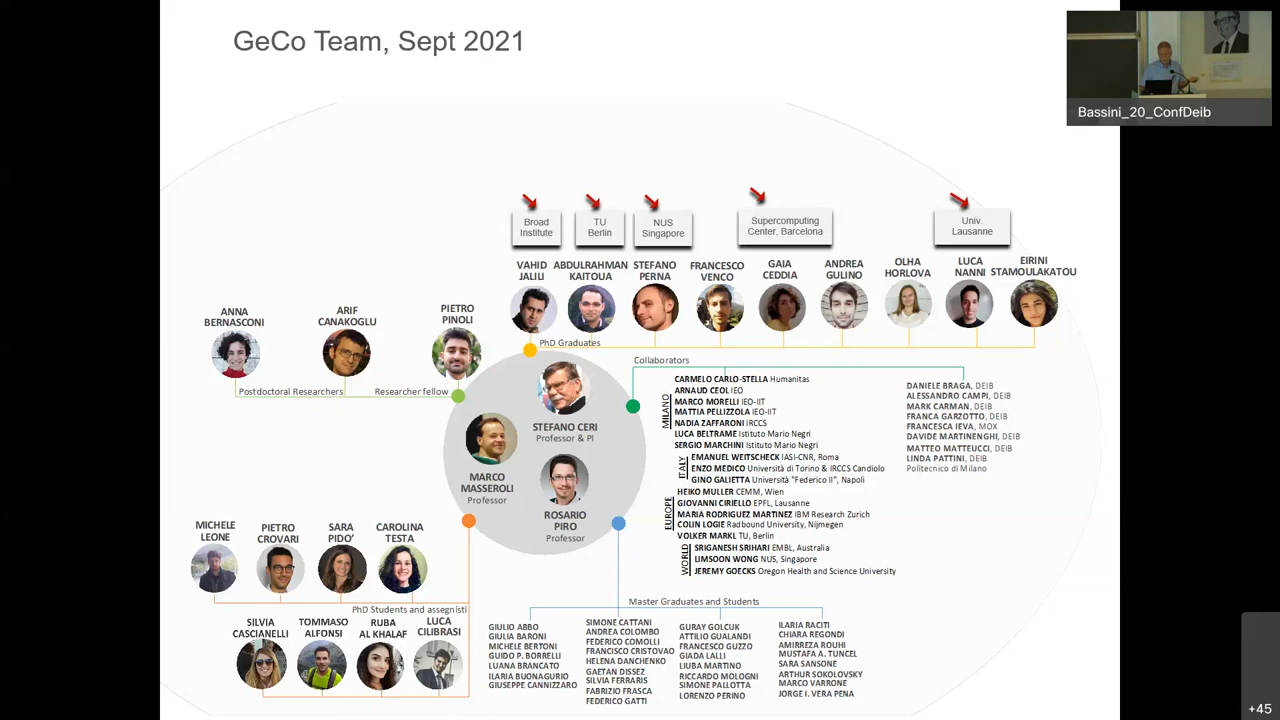 GeCo Team, Sept 2021
Bassini_20_ConfDeib
Broad
Institute
TU
Berlin
NUS
Singapore
Supercomputing
Center, Barcelona
Univ.
Lausanne
VAHID
JALILI
ABDULRAHMAN
KAITOUA
STEFANO
PERNA
FRANCESCO
VENCO
GAIA
CEDDIA
ANDREA
GULINO
OLHA
HORLOVA
LUCA
NANNI
EIRINI
STAMOULAKATOU
ANNA
BERNASCONI
ARIF
CANAKOGLU
PIETRO
PINOLI
PhD Graduates
Postdoctoral Researchers
Researcher fellow
STEFANO CERI
Professor & PI
MARCO
MASSEROLI
Professor
ROSARIO
PIRO
Professor
Collaborators
MILANO
CARMELO CARLO-STELLA Humanitas
ARNAUD CEOL IEO
MARCO MORELLI IEO-IIT
MATTIA PELLIZZOLA IEO-IIT
NADIA ZAFFARONI IRCCS
LUCA BELTRAME Istituto Mario Negri
SERGIO MARCHINI Istituto Mario Negri
ITALY
EMANUEL WEITSCHECK IASI-CNR, Roma
ENZO MEDICO Università di Torino & IRCCS Candiolo
GINO GALIETTA Università "Federico II", Napoli
EUROPE
HEIKO MULLER CEMM, Wien
GIOVANNI CIRIELLO EPFL, Lausanne
MARIA RODRIGUEZ MARTINEZ IBM Research Zurich
COLIN LOGIE Radbound University, Nijmegen
VOLKER MARKL TU, Berlin
WORLD
SRIGANESH SRIHARI EMBL, Australia
LIMSOON WONG NUS, Singapore
JEREMY GOECKS Oregon Health and Science University
DANIELE BRAGA, DEIB
ALESSANDRO CAMPI, DEIB
MARK CARMAN, DEIB
FRANCA GARZOTTO, DEIB
FRANCESCA IEVA, MOX
DAVIDE MARTINENGHI, DEIB
MATTEO MATTEUCCI, DEIB
LINDA PATTINI, DEIB
Politecnico di Milano
MICHELE
LEONE
PIETRO
CROVARI
SARA
PIDO'
CAROLINA
TESTA
PhD Students and assegnisti
SILVIA
CASCIANELLI
TOMMASO
ALFONSI
RUBA
AL KHALAF
LUCA
CILIBRASI
Master Graduates and Students
GIULIO ABBO
GIULIA BARONI
MICHELE BERTONI
GUIDO P. BORRELLI
LUANA BRANCATO
ILARIA BUONAGURIO
GIUSEPPE CANNIZZARO
SIMONE CATTANI
ANDREA COLOMBO
FEDERICO COMOLLI
FRANCISCO CRISTOVAO
HELENA DANCHENKO
GAETAN DISSEZ
SILVIA FERRARIS
FABRIZIO FRASCA
FEDERICO GATTI
GURAY GOLCUK
ATTILIO GUALANDI
FRANCESCO GUZZO
GIADA LALLI
LIUBA MARTINO
RICCARDO MOLOGNI
SIMONE PALLOTTA
LORENZO PERINO
ILARIA RACITI
CHIARA REGONDI
AMIRREZA ROUHI
MUSTAFA A. TUNCEL
SARA SANSONE
ARTHUR SOKOLOVSKY
MARCO VARRONE
JORGE I. VERA PENA
+45